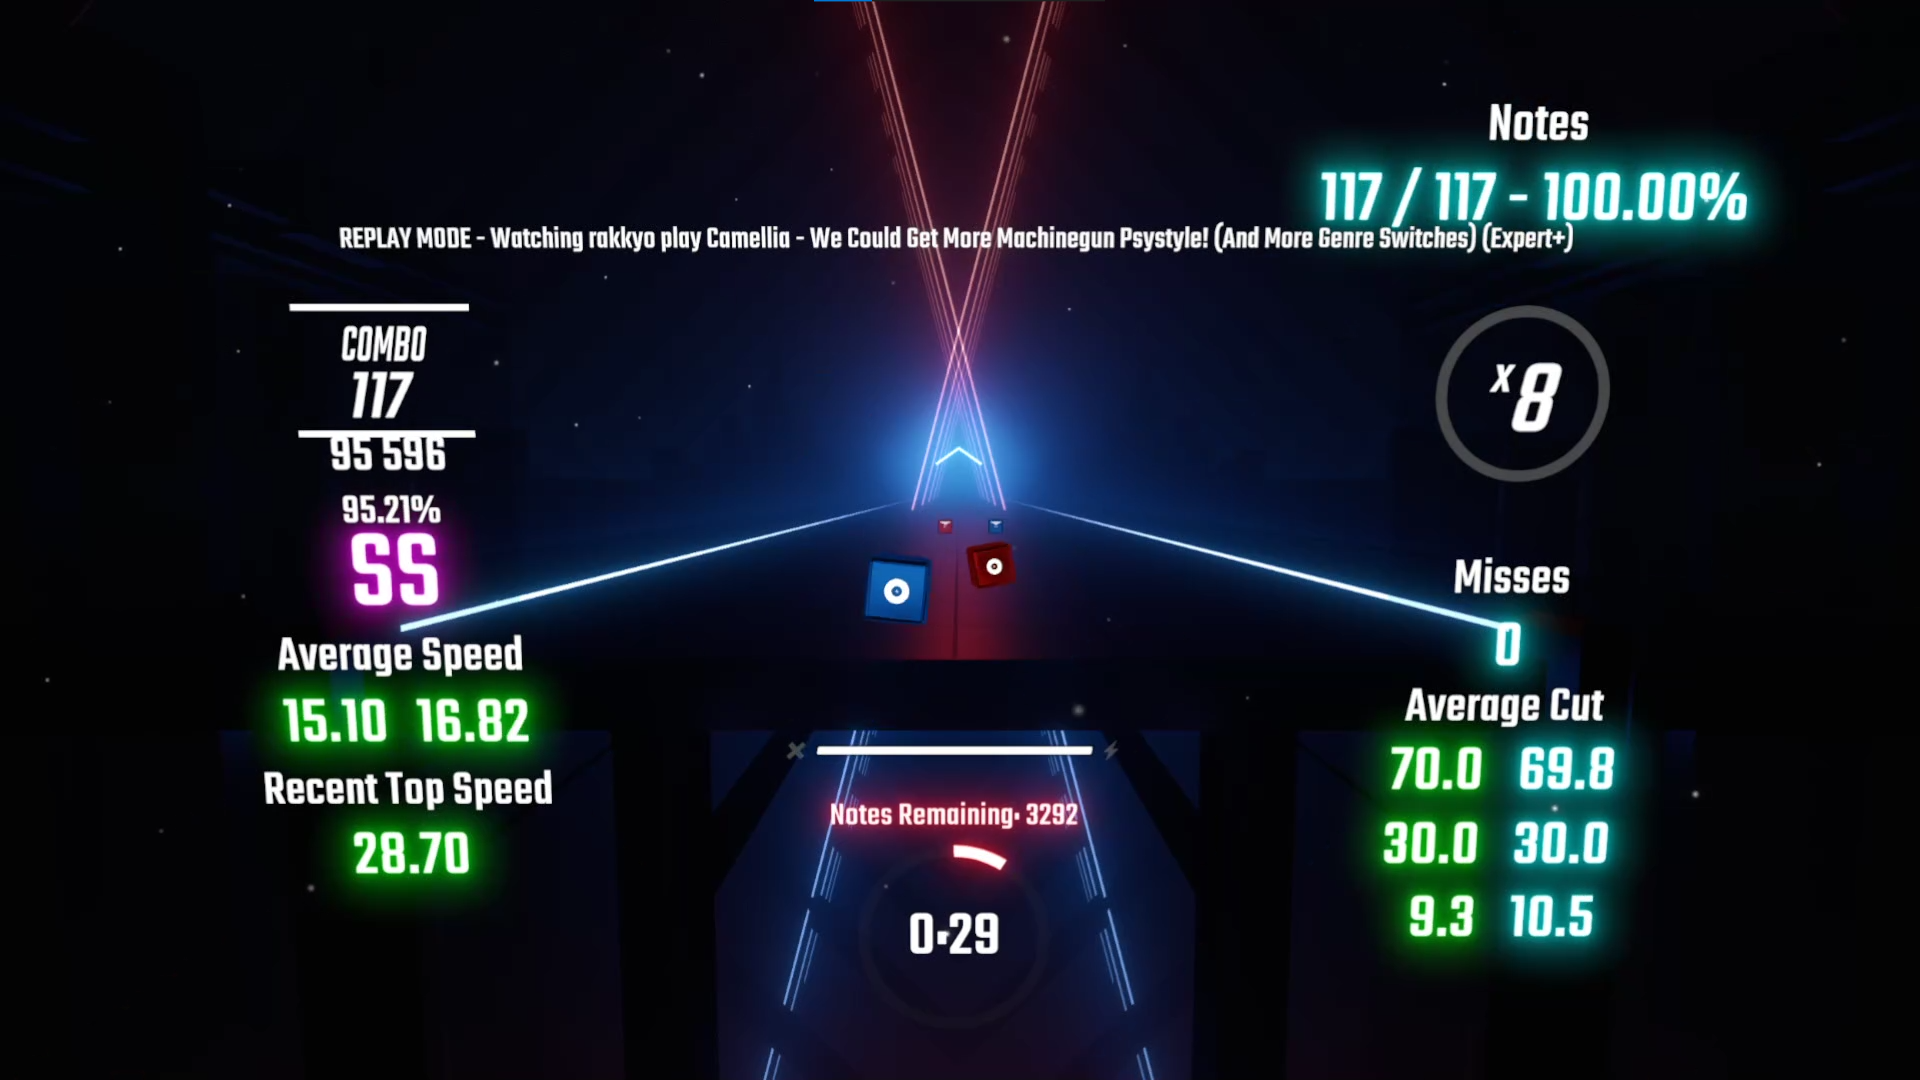 Notes
117 / 117 - 100.00%
REPLAY MODE - Watching rakkyo play Camellia - We Could Get More Machinegun Psystyle! (And More Genre Switches) (Expert+)
COMBO
117
95 596
95.21%
SS
x8
Average Speed
15.10 16.82
Recent Top Speed
28.70
Misses
0
Average Cut
70.0 69.8
30.0 30.0
9.3 10.5
Notes Remaining: 3292
0:29